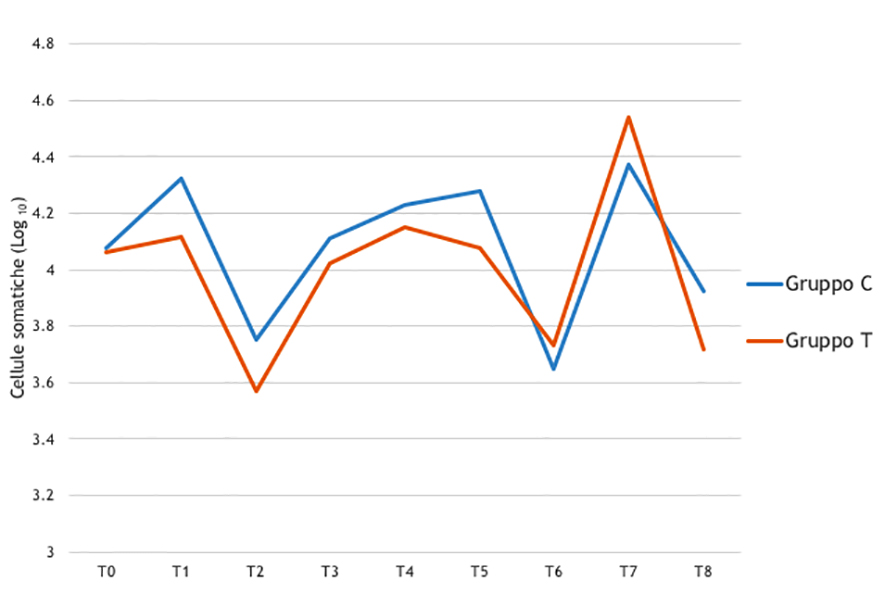 4.8
4.6
4.4
4.2
4
3.8
3.6
3.4
3.2
3
Cellule somatiche (Log 10)
T0 T1 T2 T3 T4 T5 T6 T7 T8
Gruppo C
Gruppo T